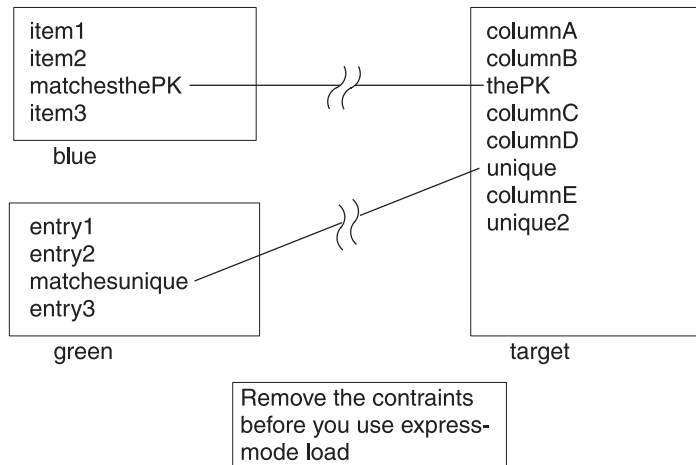 item1
item2
matchesthePK
item3
blue
entry1
entry2
matchesunique
entry3
green
columnA
columnB
thePK
columnC
columnD
unique
columnE
unique2
target
Remove the contraints
before you use express-
mode load